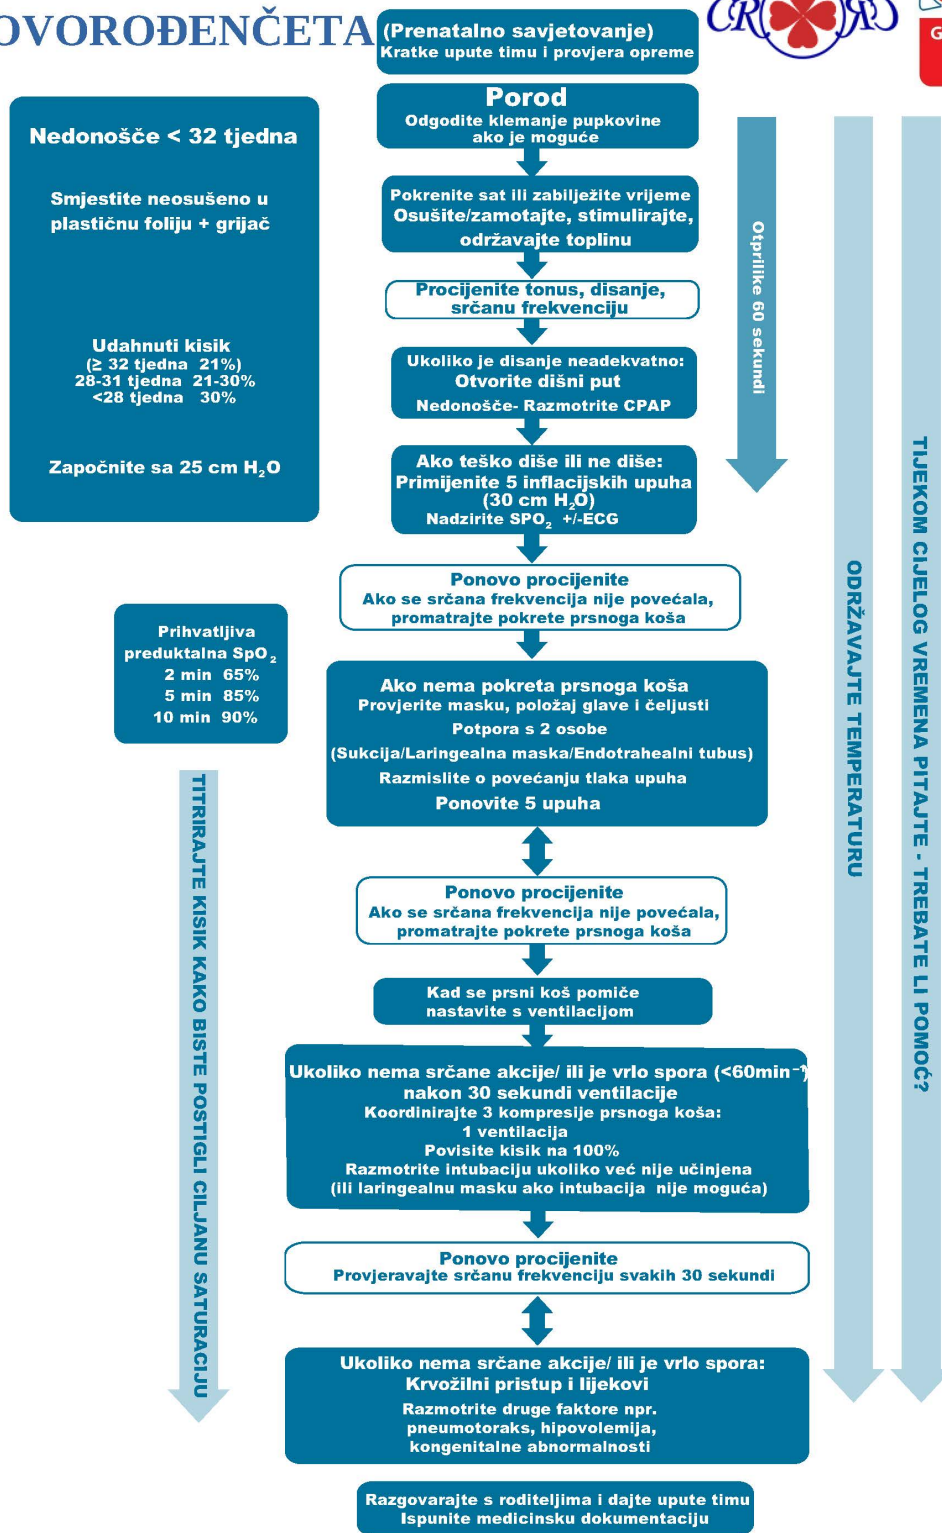 OVOROĐENČETA
(Prenatalno savjetovanje)
Kratke upute timu i provjera opreme
Porod
Odgodite klemanje pupkovine
ako je moguće
Pokrenite sat ili zabilježite vrijeme
Osušite/zamotajte, stimulirajte,
održavajte toplinu
Procijenite tonus, disanje,
srčanu frekvenciju
Ukoliko je disanje neadekvatno:
Otvorite dišni put
Nedonošče- Razmotrite CPAP
Ako teško diše ili ne diše:
Primijenite 5 inflacijskih upuha
(30 cm H₂O)
Nadzirite SPO₂ +/-ECG
Nedonošče < 32 tjedna
Smjestite neosušeno u
plastičnu foliju + grijač
Udahnuti kisik
(≥ 32 tjedna 21%)
28-31 tjedna 21-30%
<28 tjedna 30%
Započnite sa 25 cm H₂O
Otprilike 60 sekundi
Ponovo procijenite
Ako se srčana frekvencija nije povećala,
promatrajte pokrete prsnoga koša
Prihvatljiva
preduktalna SpO₂
2 min 65%
5 min 85%
10 min 90%
Ako nema pokreta prsnoga koša
Provjerite masku, položaj glave i čeljusti
Potpora s 2 osobe
(Sukcija/Laringealna maska/Endotrahealni tubus)
Razmislite o povećanju tlaka upuha
Ponovite 5 upuha
Ponovo procijenite
Ako se srčana frekvencija nije povećala,
promatrajte pokrete prsnoga koša
Kad se prsni koš pomiče
nastavite s ventilacijom
Ukoliko nema srčane akcije/ ili je vrlo spora (<60min⁻¹)
nakon 30 sekundi ventilacije
Koordinirajte 3 kompresije prsnoga koša:
1 ventilacija
Povisite kisik na 100%
Razmotrite intubaciju ukoliko već nije učinjena
(ili laringealnu masku ako intubacija nije moguća)
Ponovo procijenite
Provjeravajte srčanu frekvenciju svakih 30 sekundi
Ukoliko nema srčane akcije/ ili je vrlo spora:
Krvožilni pristup i lijekovi
Razmotrite druge faktore npr.
pneumotoraks, hipovolemija,
kongenitalne abnormalnosti
Razgovarajte s roditeljima i dajte upute timu
Ispunite medicinsku dokumentaciju
TITRIRAJTE KISIK KAKO BISTE POSTIGLI CILJANU SATURACIJU
ODRŽAVAJTE TEMPERATURU
TIJEKOM CIJELOG VREMENA PITAJTE - TREBATE LI POMOĆ?